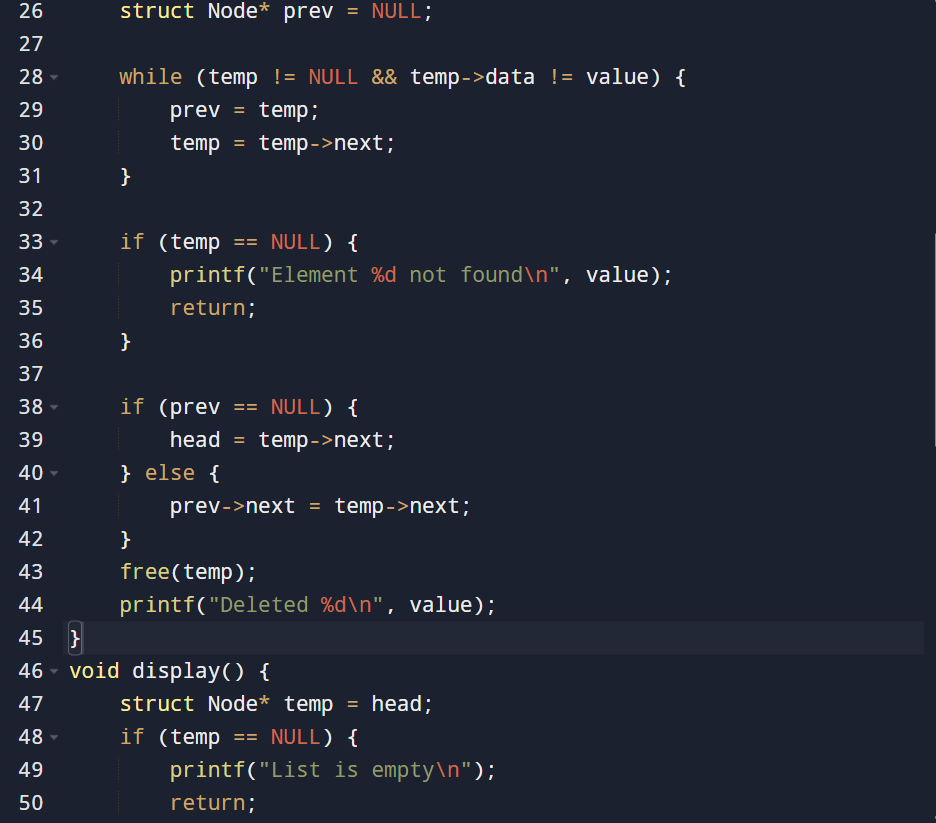 26 struct Node* prev = NULL;
27
28 while (temp != NULL && temp->data != value) {
29 prev = temp;
30 temp = temp->next;
31 }
32
33 if (temp == NULL) {
34 printf("Element %d not found\n", value);
35 return;
36 }
37
38 if (prev == NULL) {
39 head = temp->next;
40 } else {
41 prev->next = temp->next;
42 }
43 free(temp);
44 printf("Deleted %d\n", value);
45 }
46 void display() {
47 struct Node* temp = head;
48 if (temp == NULL) {
49 printf("List is empty\n");
50 return;